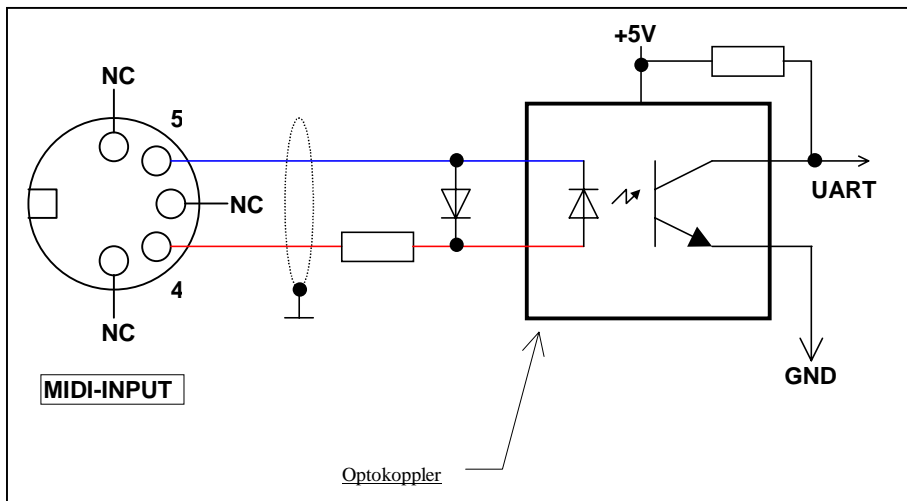 +5V
NC
5
UART
NC
4
NC
GND
MIDI-INPUT
Optokoppler